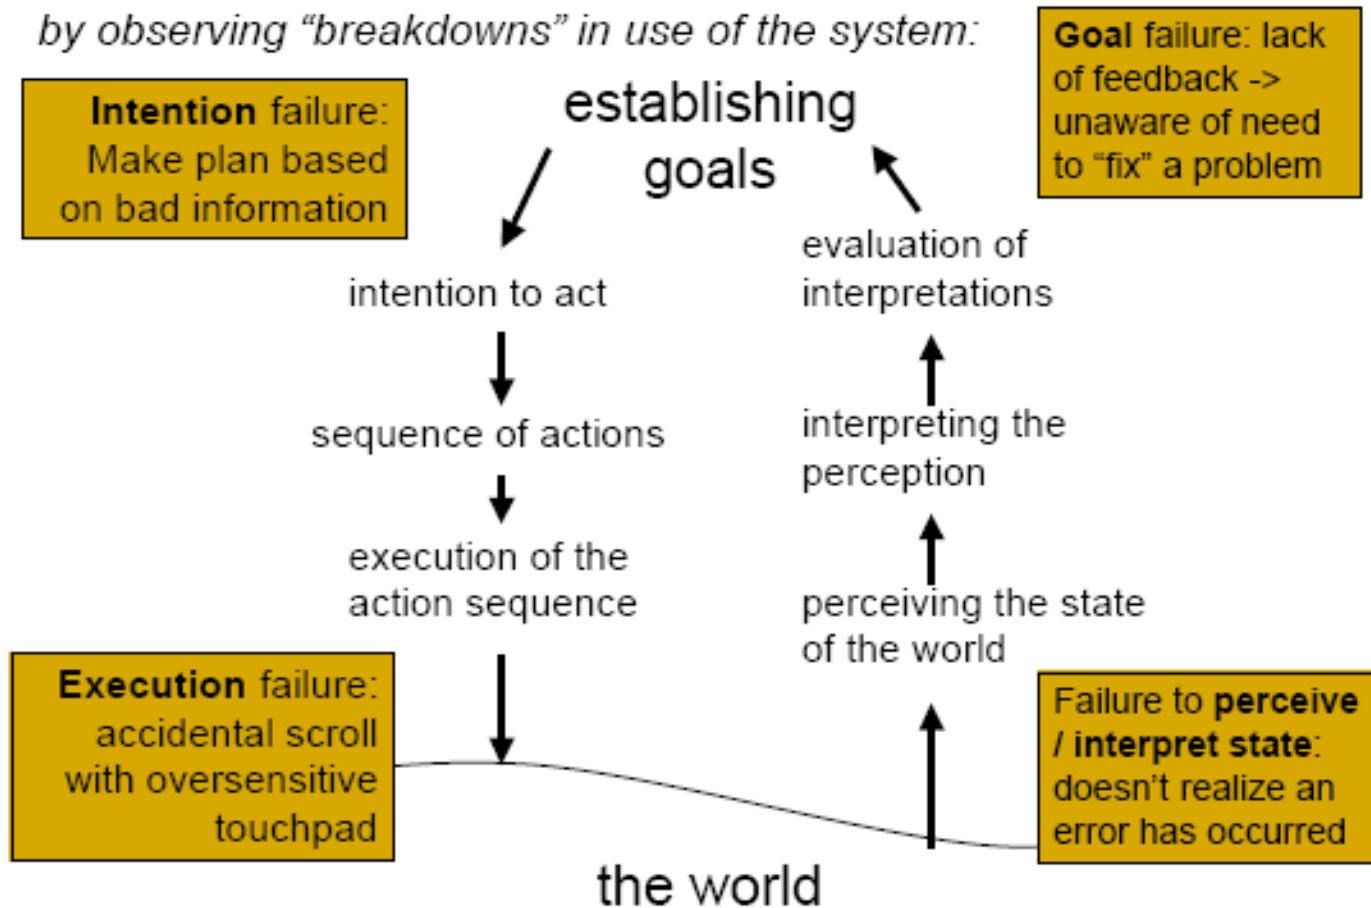 by observing “breakdowns” in use of the system:
Intention failure:
Make plan based
on bad information
establishing
goals
Goal failure: lack
of feedback ->
unaware of need
to “fix” a problem
intention to act
sequence of actions
execution of the
action sequence
evaluation of
interpretations
interpreting the
perception
perceiving the state
of the world
Execution failure:
accidental scroll
with oversensitive
touchpad
Failure to perceive
/ interpret state:
doesn’t realize an
error has occurred
the world